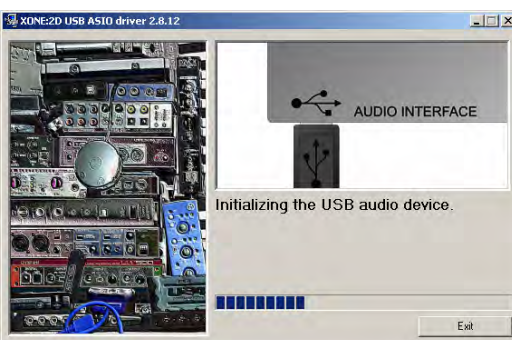 XONE:2D USB ASIO driver 2.8.12
AUDIO INTERFACE
Initializing the USB audio device.
Exit